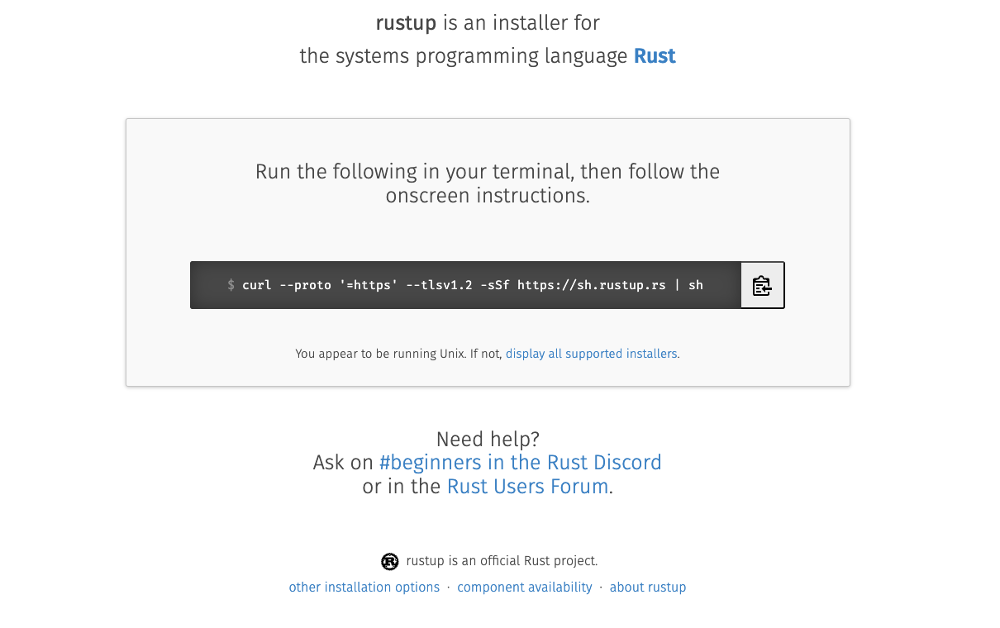 rustup is an installer for
the systems programming language Rust
Run the following in your terminal, then follow the
onscreen instructions.
$ curl --proto '=https' --tlsv1.2 -sSf https://sh.rustup.rs | sh
You appear to be running Unix. If not, display all supported installers.
Need help?
Ask on #beginners in the Rust Discord
or in the Rust Users Forum.
R rustup is an official Rust project.
other installation options · component availability · about rustup